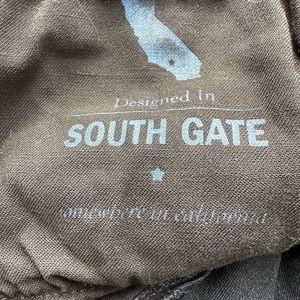 Designed In
SOUTH GATE
somewhere in california